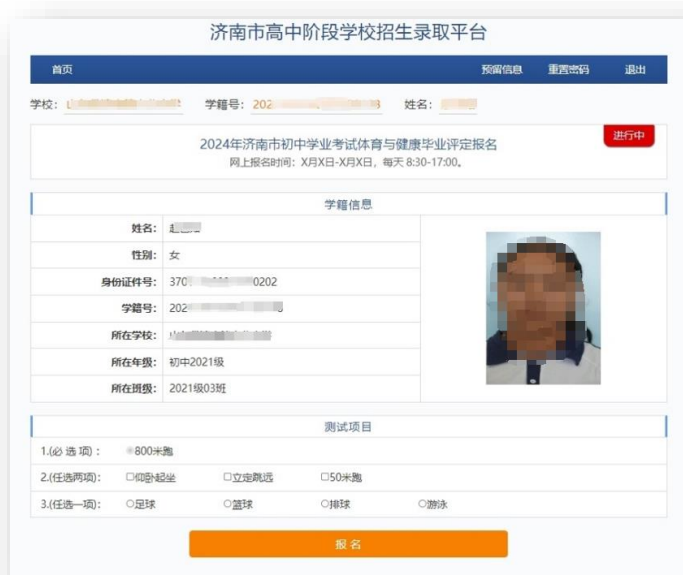 济南市高中阶段学校招生录取平台
首页 预留信息 重置密码 退出
学校： 学籍号：202 姓名：
进行中
2024年济南市初中学业考试体育与健康毕业评定报名
网上报名时间：X月X日-X月X日，每天 8:30-17:00。
学籍信息
姓名：
性别： 女
身份证件号： 370 0202
学籍号： 202
所在学校：
所在年级： 初中2021级
所在班级： 2021级03班
测试项目
1.(必 选 项)： 800米跑
2.(任选两项)： 仰卧起坐 立定跳远 50米跑
3.(任选一项)： 足球 篮球 排球 游泳
报 名